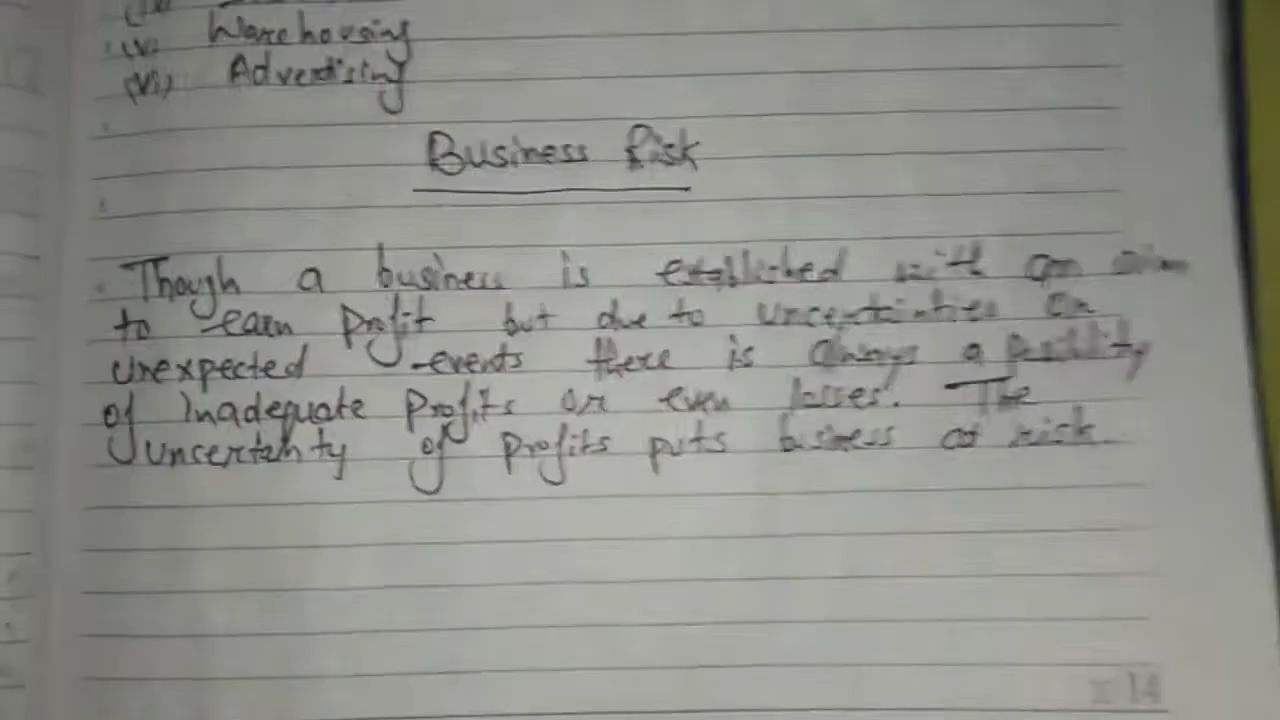 (v) Warehousing
(vi) Advertising
Business Risk
Though a business is established with an aim
to earn Profit but due to uncertainties or
unexpected events there is always a
of inadequate Profits or even losses. The
uncertainty of profits puts business at risk
14